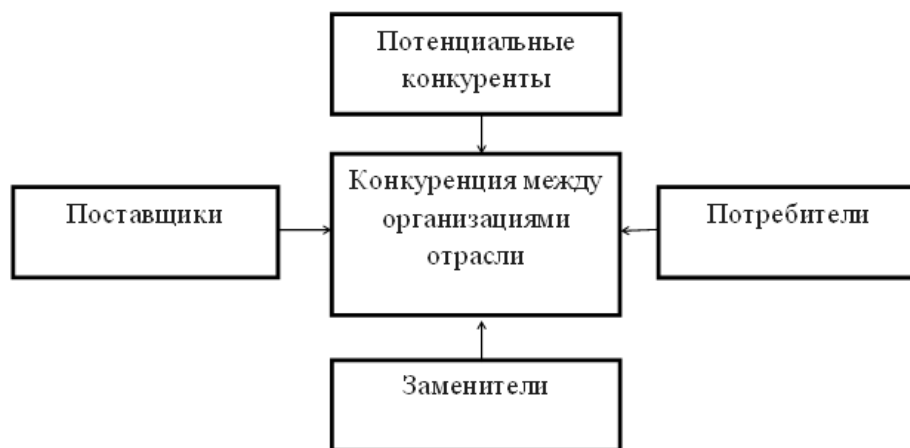 Потенциальные
конкуренты
Поставщики
Конкуренция между
организациями
отрасли
Потребители
Заменители